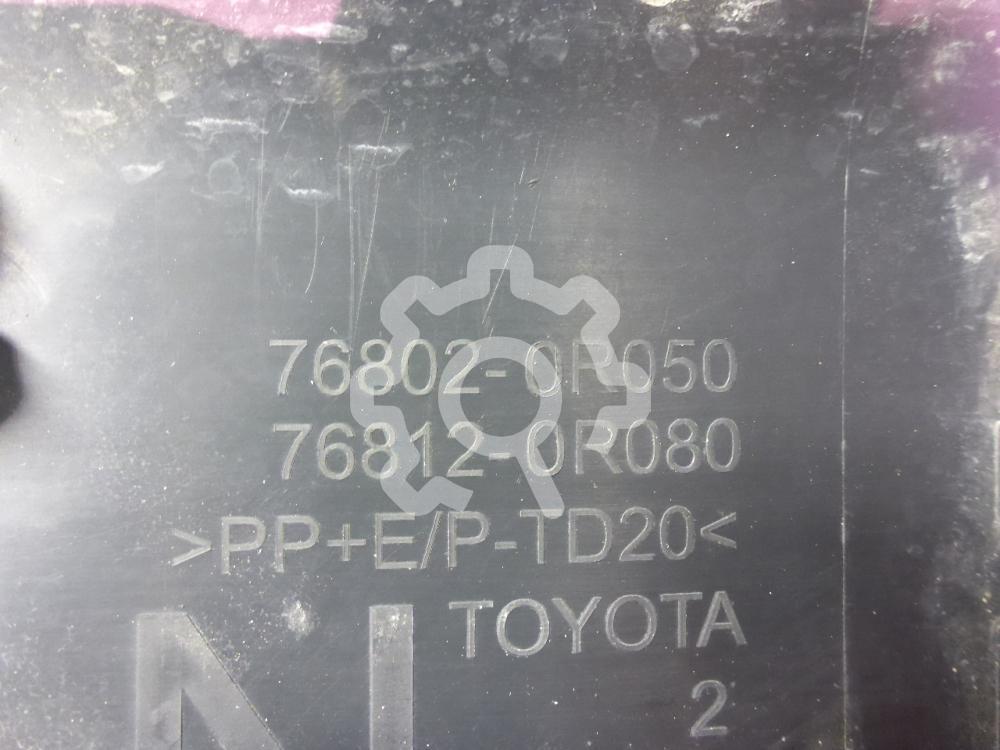 76802-0R050
76812-0R080
>PP+E/P-TD20<
TOYOTA
N
2